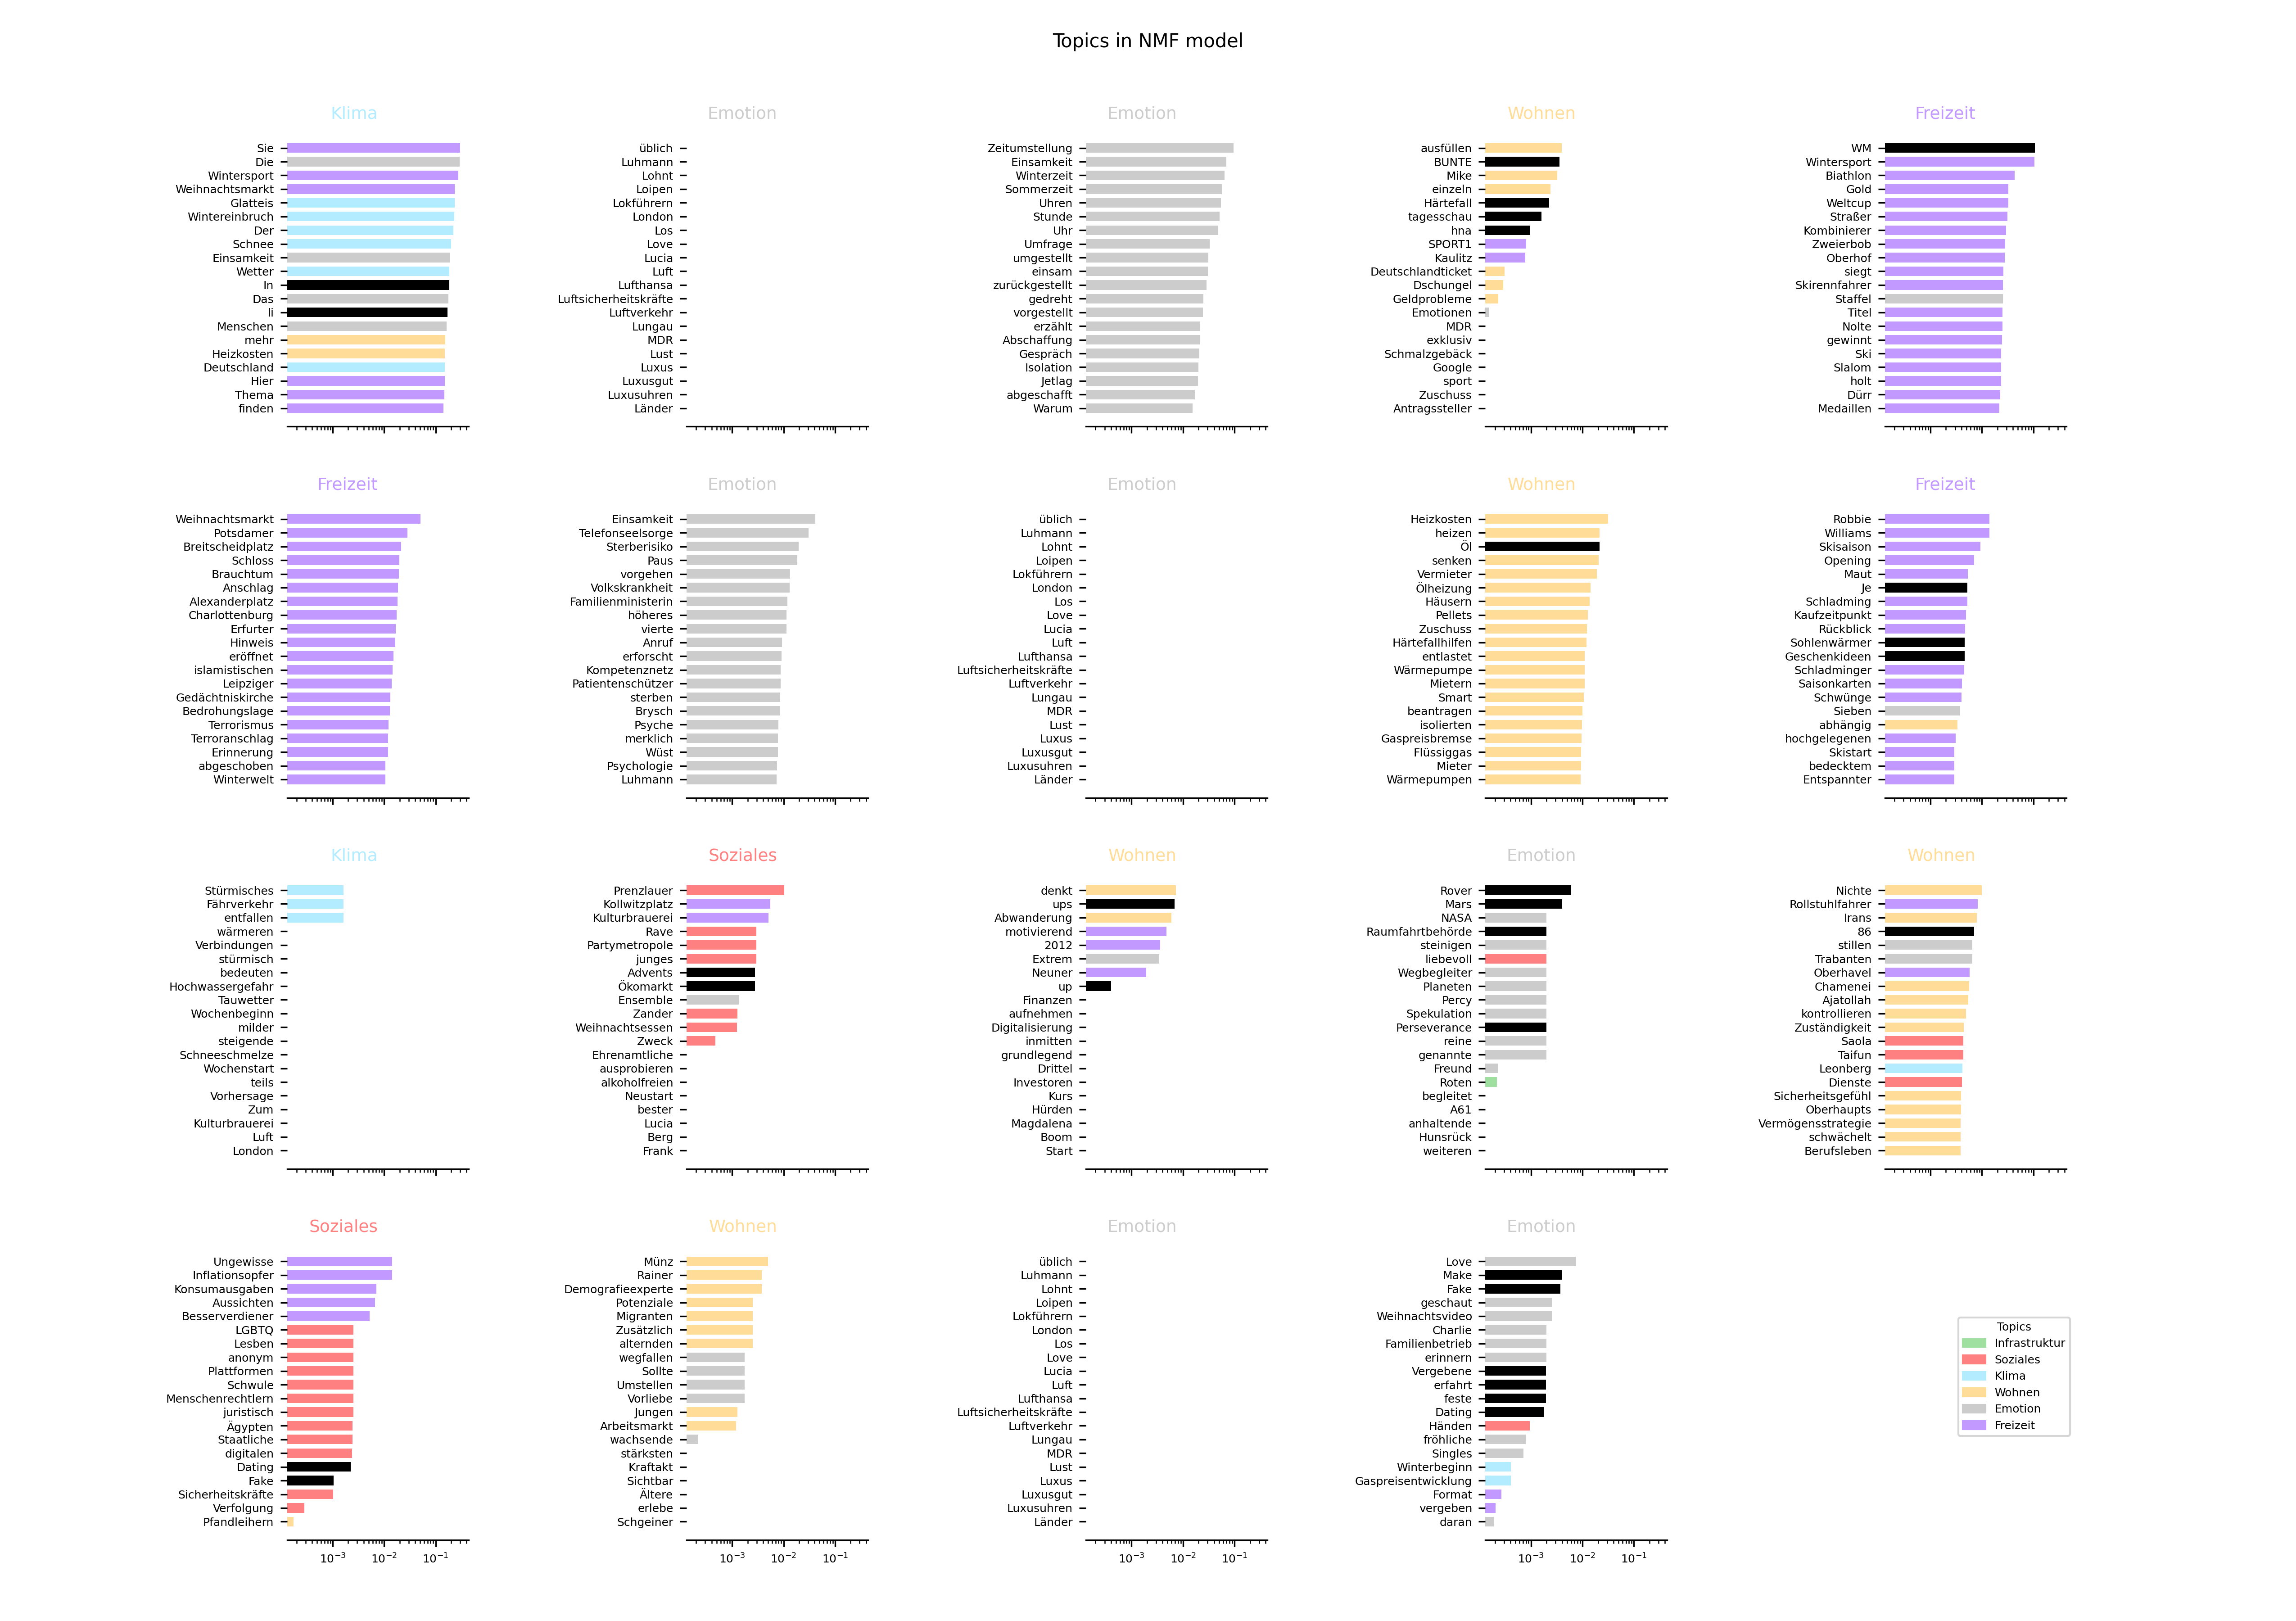 Topics in NMF model
Klima
Sie
Die
Wintersport
Weihnachtsmarkt
Glatteis
Wintereinbruch
Der
Schnee
Einsamkeit
Wetter
In
Das
Menschen
mehr
Heizkosten
Deutschland
Hier
Thema
finden
Emotion
üblich
Luhmann
Lohnt
Loipen
Lokführern
London
Los
Love
Lucia
Luft
Lufthansa
Luftsicherheitskräfte
Luftverkehr
Lungau
MDR
Lust
Luxus
Luxusgut
Luxusuhren
Länder
Emotion
Zeitumstellung
Einsamkeit
Winterzeit
Sommerzeit
Uhren
Stunde
Uhr
Umfrage
umgestellt
einsam
zurückgestellt
gedreht
vorgestellt
erzählt
Abschaffung
Gespräch
Isolation
Jetlag
abgeschafft
Warum
Wohnen
ausfüllen
BUNTE
Mike
einzeln
Härtefall
tagesschau
hna
SPORT1
Kaulitz
Deutschlandticket
Dschungel
Geldprobleme
Emotionen
MDR
exklusiv
Schmalzgebäck
Google
sport
Zuschuss
Antragssteller
Freizeit
WM
Wintersport
Biathlon
Gold
Weltcup
Straßer
Kombinierer
Zweierbob
Oberhof
siegt
Skirennfahrer
Staffel
Titel
Nolte
gewinnt
Ski
Slalom
holt
Dürr
Medaillen
Freizeit
Weihnachtsmarkt
Potsdamer
Breitscheidplatz
Schloss
Brauchtum
Anschlag
Alexanderplatz
Charlottenburg
Erfurter
Hinweis
eröffnet
islamistischen
Leipziger
Gedächtniskirche
Bedrohungslage
Terrorismus
Terroranschlag
Erinnerung
abgeschoben
Winterwelt
Emotion
Einsamkeit
Telefonseelsorge
Sterberisiko
Paus
vorgehen
Volkskrankheit
Familienministerin
höheres
vierte
Anruf
erforscht
Kompetenznetz
Patientenschützer
sterben
Brysch
Psyche
merklich
Wüst
Psychologie
Luhmann
Emotion
üblich
Luhmann
Lohnt
Loipen
Lokführern
London
Los
Love
Lucia
Luft
Lufthansa
Luftsicherheitskräfte
Luftverkehr
Lungau
MDR
Lust
Luxus
Luxusgut
Luxusuhren
Länder
Wohnen
Heizkosten
heizen
Öl
senken
Vermieter
Ölheizung
Häusern
Pellets
Zuschuss
Härtefallhilfen
entlastet
Wärmepumpe
Mietern
Smart
beantragen
isolierten
Gaspreisbremse
Flüssiggas
Mieter
Wärmepumpen
Freizeit
Robbie
Williams
Skisaison
Opening
Maut
Je
Schladming
Kaufzeitpunkt
Rückblick
Sohlenwärmer
Geschenkideen
Schladminger
Saisonkarten
Schwünge
Sieben
abhängig
hochgelegenen
Skistart
bedecktem
Entspannter
Klima
Stürmisches
Fährverkehr
entfallen
wärmeren
Verbindungen
stürmisch
bedeuten
Hochwassergefahr
Tauwetter
Wochenbeginn
milder
steigende
Schneeschmelze
Wochenstart
teils
Vorhersage
Zum
Kulturbrauerei
Luft
London
Soziales
Prenzlauer
Kollwitzplatz
Kulturbrauerei
Rave
Partymetropole
junges
Advents
Ökomarkt
Ensemble
Zander
Weihnachtsessen
Zweck
Ehrenamtliche
ausprobieren
alkoholfreien
Neustart
bester
Lucia
Berg
Frank
Wohnen
denkt
ups
Abwanderung
motivierend
2012
Extrem
Neuner
up
Finanzen
aufnehmen
Digitalisierung
inmitten
grundlegend
Drittel
Investoren
Kurs
Hürden
Magdalena
Boom
Start
Emotion
Rover
Mars
NASA
Raumfahrtbehörde
steinigen
liebevoll
Wegbegleiter
Planeten
Percy
Spekulation
Perseverance
reine
genannte
Freund
Roten
begleitet
A61
anhaltende
Hunsrück
weiteren
Wohnen
Nichte
Rollstuhlfahrer
Irans
86
stillen
Trabanten
Oberhavel
Chamenei
Ajatollah
kontrollieren
Zuständigkeit
Saola
Taifun
Leonberg
Dienste
Sicherheitsgefühl
Oberhaupts
Vermögensstrategie
schwächelt
Berufsleben
Soziales
Ungewisse
Inflationsopfer
Konsumausgaben
Aussichten
Besserverdiener
LGBTQ
Lesben
anonym
Plattformen
Schwule
Menschenrechtlern
juristisch
Ägypten
Staatliche
digitalen
Dating
Fake
Sicherheitskräfte
Verfolgung
Pfandleihern
10⁻³ 10⁻² 10⁻¹
Wohnen
Münz
Rainer
Demografieexperte
Potenziale
Migranten
Zusätzlich
alternden
wegfallen
Sollte
Umstellen
Vorliebe
Jungen
Arbeitsmarkt
wachsende
stärksten
Kraftakt
Sichtbar
Ältere
erlebe
Schgeiner
10⁻³ 10⁻² 10⁻¹
Emotion
üblich
Luhmann
Lohnt
Loipen
Lokführern
London
Los
Love
Lucia
Luft
Lufthansa
Luftsicherheitskräfte
Luftverkehr
Lungau
MDR
Lust
Luxus
Luxusgut
Luxusuhren
Länder
10⁻³ 10⁻² 10⁻¹
Emotion
Love
Make
Fake
geschaut
Weihnachtsvideo
Charlie
Familienbetrieb
erinnern
Vergebene
erfahrt
feste
Dating
Händen
fröhliche
Singles
Winterbeginn
Gaspreisentwicklung
Format
vergeben
daran
10⁻³ 10⁻² 10⁻¹
Topics
Infrastruktur
Soziales
Klima
Wohnen
Emotion
Freizeit